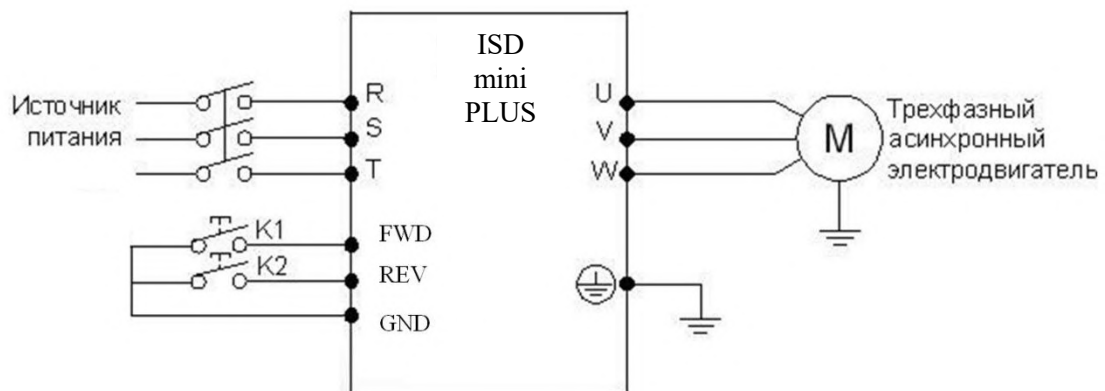 ISD
mini
PLUS
Источник
питания
R
S
T
K1
K2
FWD
REV
GND
U
V
W
M
Трехфазный
асинхронный
электродвигатель